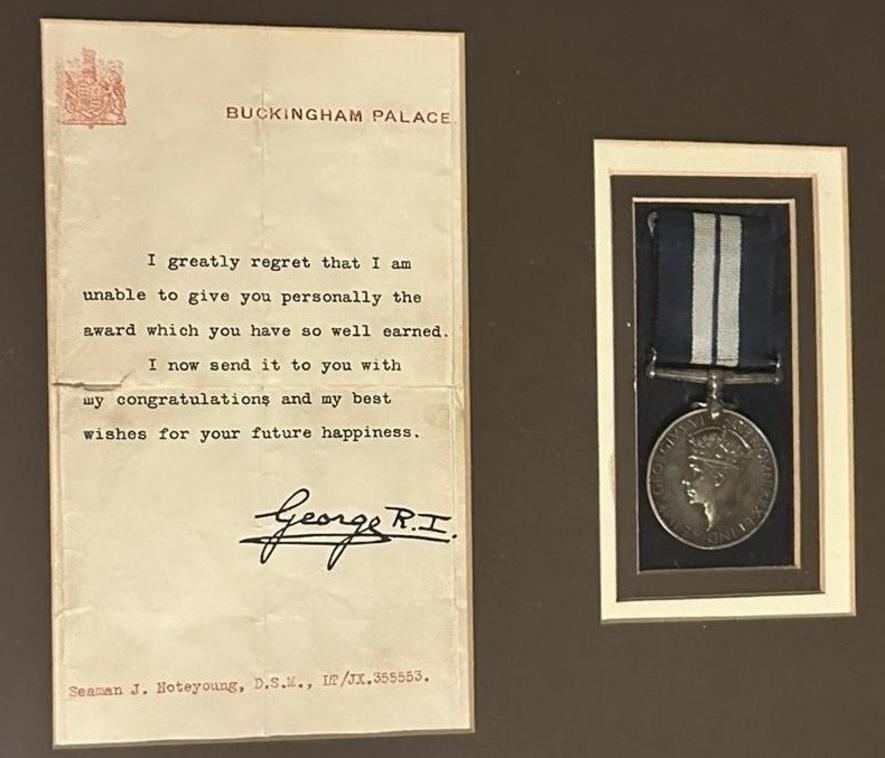 BUCKINGHAM PALACE.
I greatly regret that I am
unable to give you personally the
award which you have so well earned.
I now send it to you with
my congratulations and my best
wishes for your future happiness.
George R.I.
Seaman J. Noteyoung, D.S.M., LT/JX.355553.